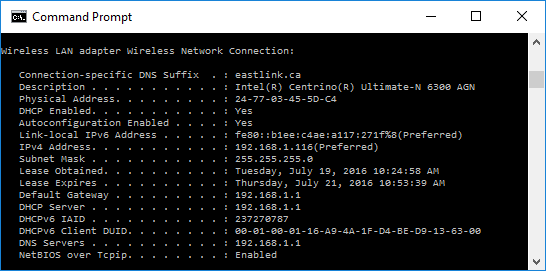 Command Prompt
Wireless LAN adapter Wireless Network Connection:
Connection-specific DNS Suffix  . : eastlink.ca
Description . . . . . . . . . . . : Intel(R) Centrino(R) Ultimate-N 6300 AGN
Physical Address. . . . . . . . . : 24-77-03-45-5D-C4
DHCP Enabled. . . . . . . . . . . : Yes
Autoconfiguration Enabled . . . . : Yes
Link-local IPv6 Address . . . . . : fe80::b1ee:c4ae:a117:271f%8(Preferred)
IPv4 Address. . . . . . . . . . . : 192.168.1.116(Preferred)
Subnet Mask . . . . . . . . . . . : 255.255.255.0
Lease Obtained. . . . . . . . . . : Tuesday, July 19, 2016 10:24:58 AM
Lease Expires . . . . . . . . . . : Thursday, July 21, 2016 10:53:39 AM
Default Gateway . . . . . . . . . : 192.168.1.1
DHCP Server . . . . . . . . . . . : 192.168.1.1
DHCPv6 IAID . . . . . . . . . . . : 237270787
DHCPv6 Client DUID. . . . . . . . : 00-01-00-01-16-A9-4A-1F-D4-BE-D9-13-63-00
DNS Servers . . . . . . . . . . . : 192.168.1.1
NetBIOS over Tcpip. . . . . . . . : Enabled